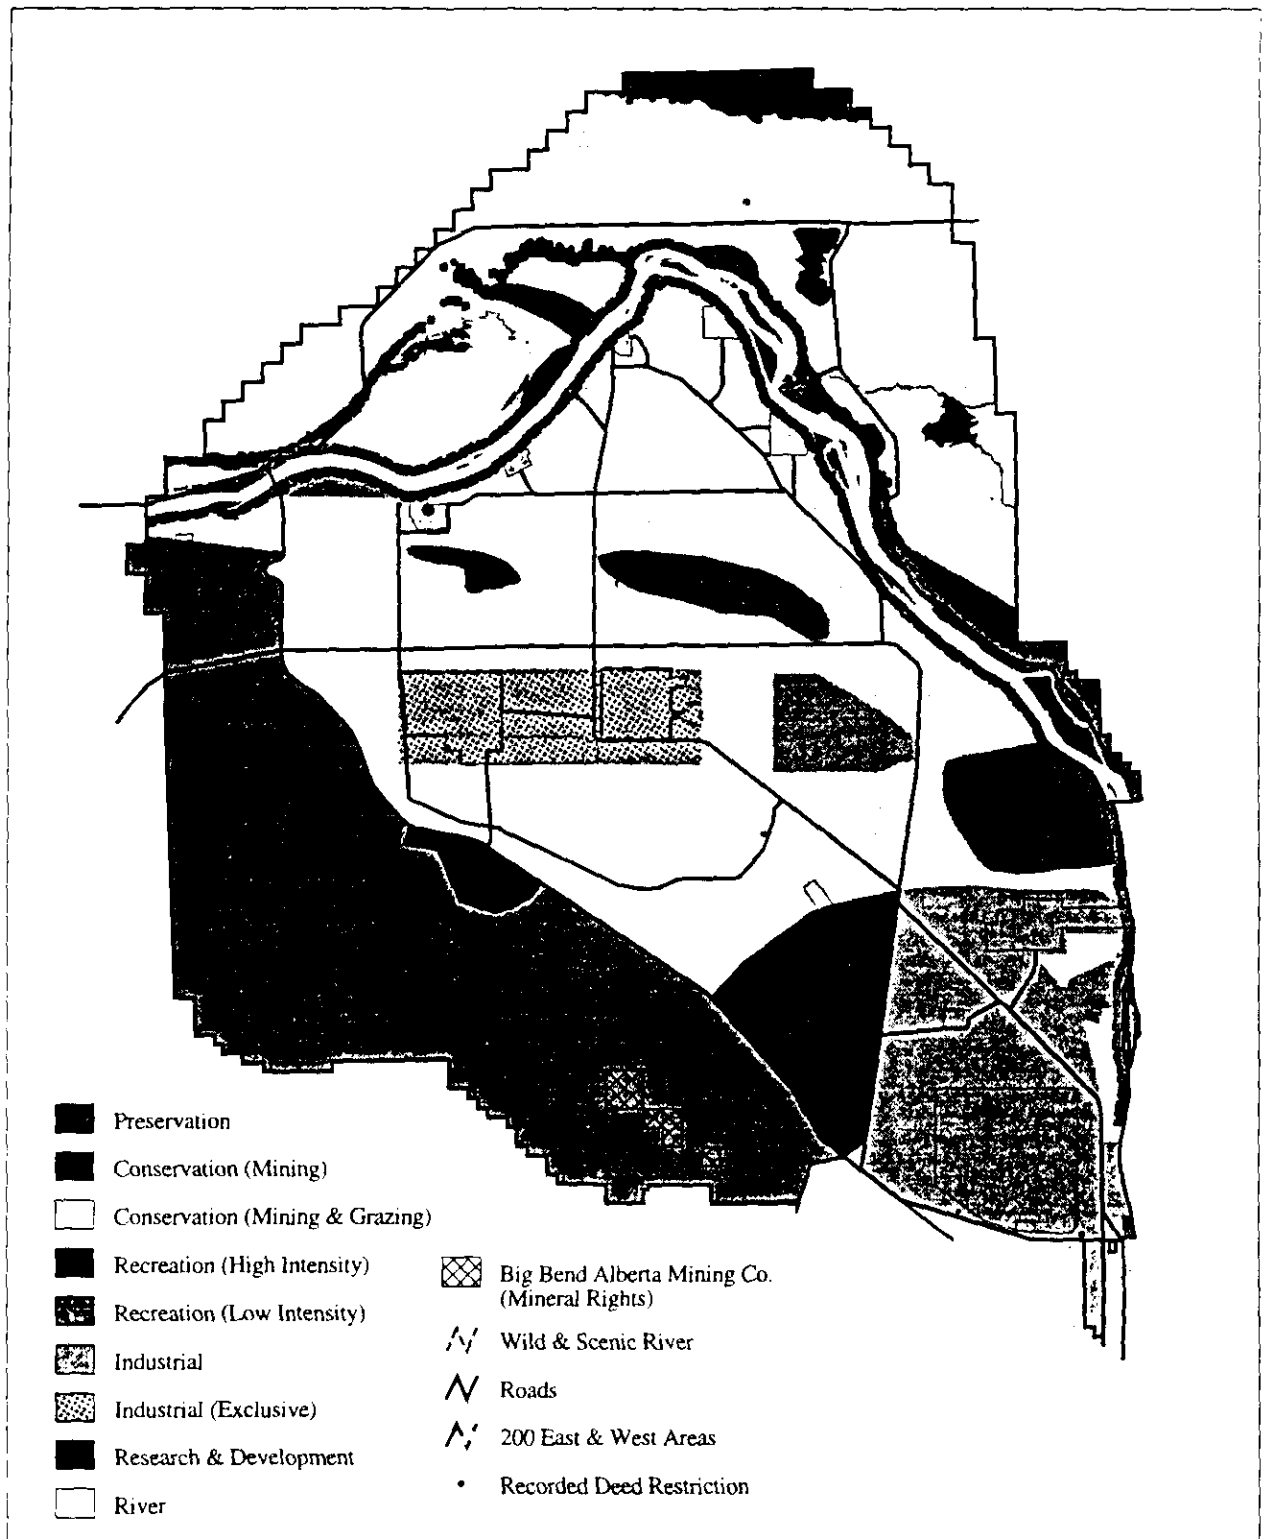 Preservation
Conservation (Mining)
Conservation (Mining & Grazing)
Recreation (High Intensity)
Recreation (Low Intensity)
Industrial
Industrial (Exclusive)
Research & Development
River
Big Bend Alberta Mining Co.
(Mineral Rights)
Wild & Scenic River
Roads
200 East & West Areas
Recorded Deed Restriction